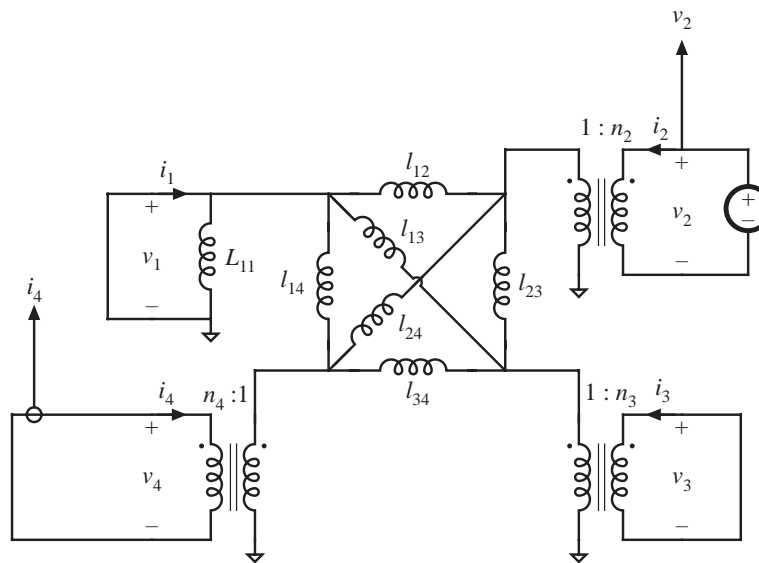 v₂
1 : n₂
i₂
l₁₂
i₁
+
+
+
v₁
L₁₁
l₁₃
v₂
−
l₁₄
l₂₃
i₄
−
l₂₄
−
i₄
n₄:1
l₃₄
1 : n₃
i₃
+
+
v₄
v₃
−
−